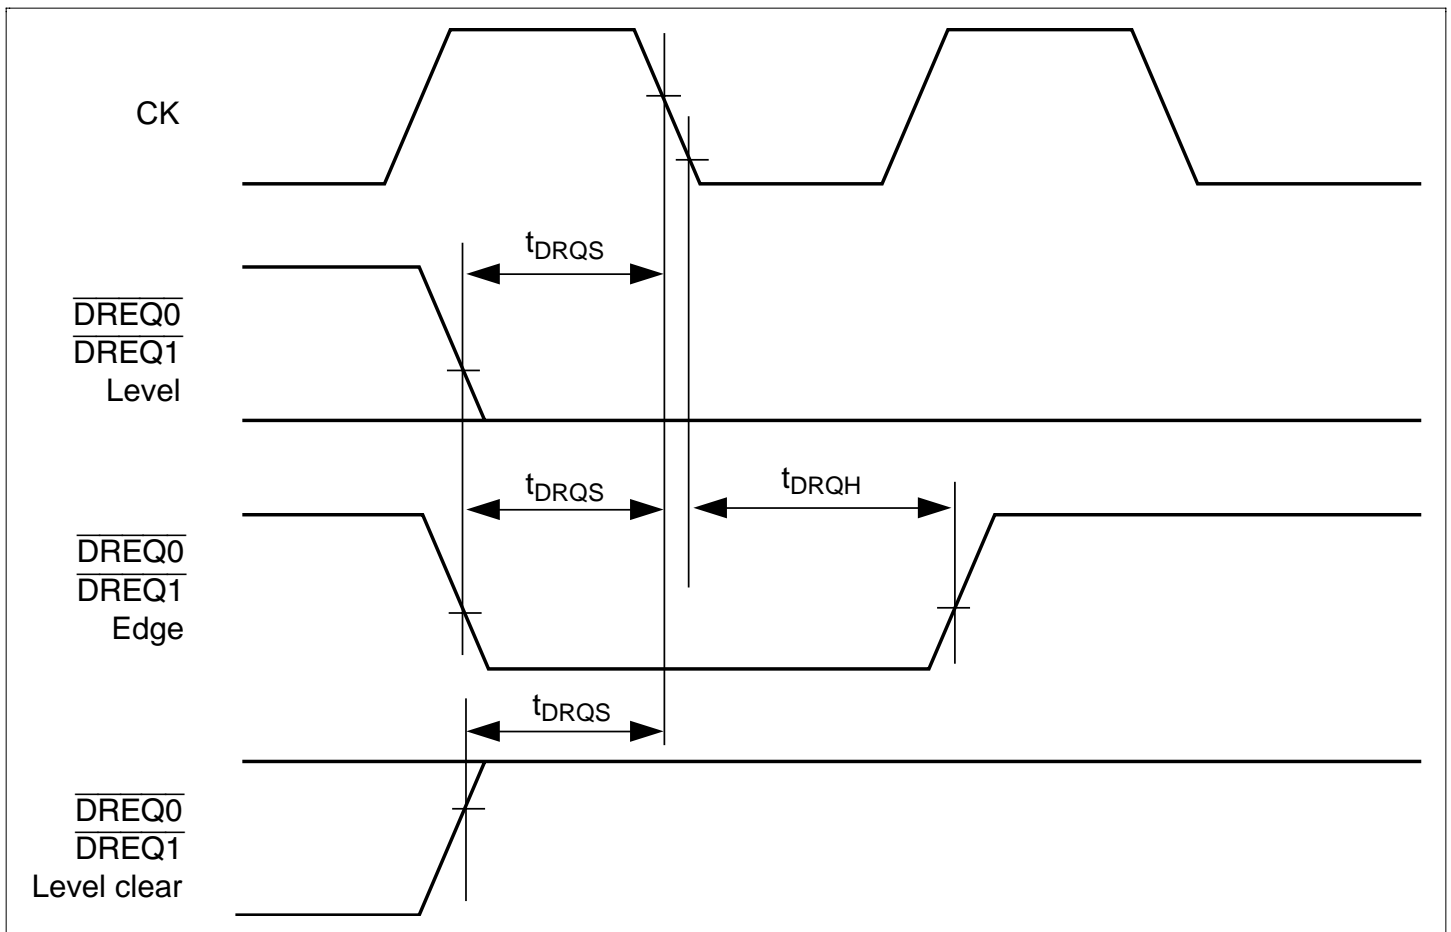 CK
tDRQS
DREQ0
DREQ1
Level
tDRQS
tDRQH
DREQ0
DREQ1
Edge
tDRQS
DREQ0
DREQ1
Level clear